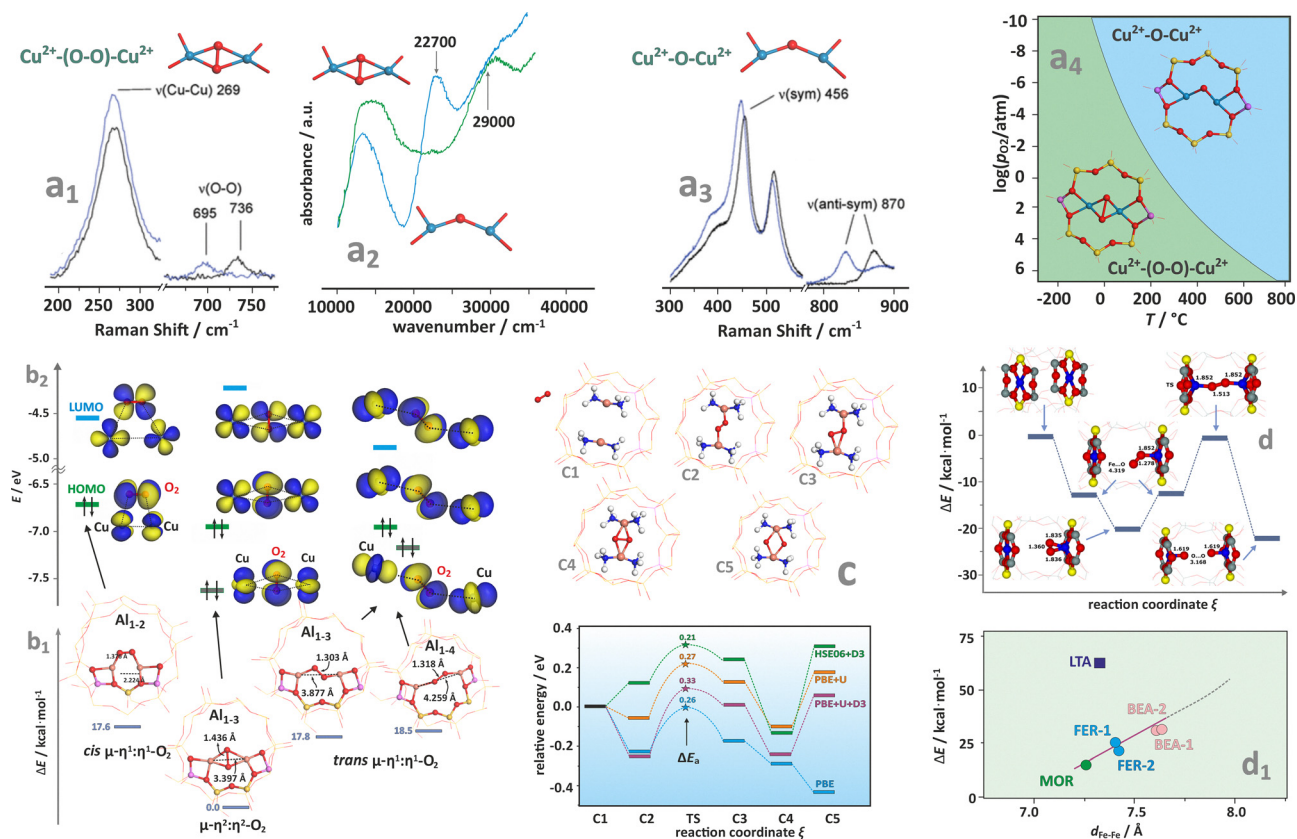 Cu²⁺-(O-O)-Cu²⁺
ν(Cu-Cu) 269
ν(O-O)
695
736
a₁
190
250
700
750
Raman Shift / cm⁻¹
22700
29000
absorbance / a.u.
a₂
10000
20000
30000
40000
wavenumber / cm⁻¹
Cu²⁺-O-Cu²⁺
ν(sym) 456
ν(anti-sym) 870
a₃
300
400
500
800
900
Raman Shift / cm⁻¹
a₄
Cu²⁺-O-Cu²⁺
Cu²⁺-(O-O)-Cu²⁺
log(pO2/atm)
-10
-8
-6
-4
-2
0
2
4
6
-200
0
200
400
600
800
T / °C
b₂
LUMO
HOMO
E / eV
-4.5
-5.0
-6.5
-7.0
-7.5
O₂
Cu
Cu
Cu
O₂
Cu
Cu
O₂
Cu
b₁
ΔE / kcal·mol⁻¹
Al₁₋₂
2.224
17.6
cis μ-η¹:η¹-O₂
Al₁₋₃
1.436 Å
3.397 Å
0.0
μ-η²:η²-O₂
Al₁₋₃
1.303 Å
3.877 Å
17.8
Al₁₋₄
1.318 Å
4.259 Å
18.5
trans μ-η¹:η¹-O₂
C1
C2
C3
C4
C5
c
relative energy / eV
0.4
0.2
0.0
-0.2
-0.4
0.21
0.27
0.33
0.26
ΔEa
HSE06+D3
PBE+U
PBE+U+D3
PBE
C1
C2
TS
C3
C4
C5
reaction coordinate ξ
d
ΔE / kcal·mol⁻¹
10
0
-10
-20
-30
TS
1.852
1.852
1.513
Fe...O
4.319
1.852
1.278
1.835
1.360
1.836
1.619
O...O
3.168
1.619
reaction coordinate ξ
d₁
ΔE / kcal·mol⁻¹
75
50
25
0
LTA
BEA-2
BEA-1
FER-1
FER-2
MOR
7.0
7.5
8.0
dFe-Fe / Å